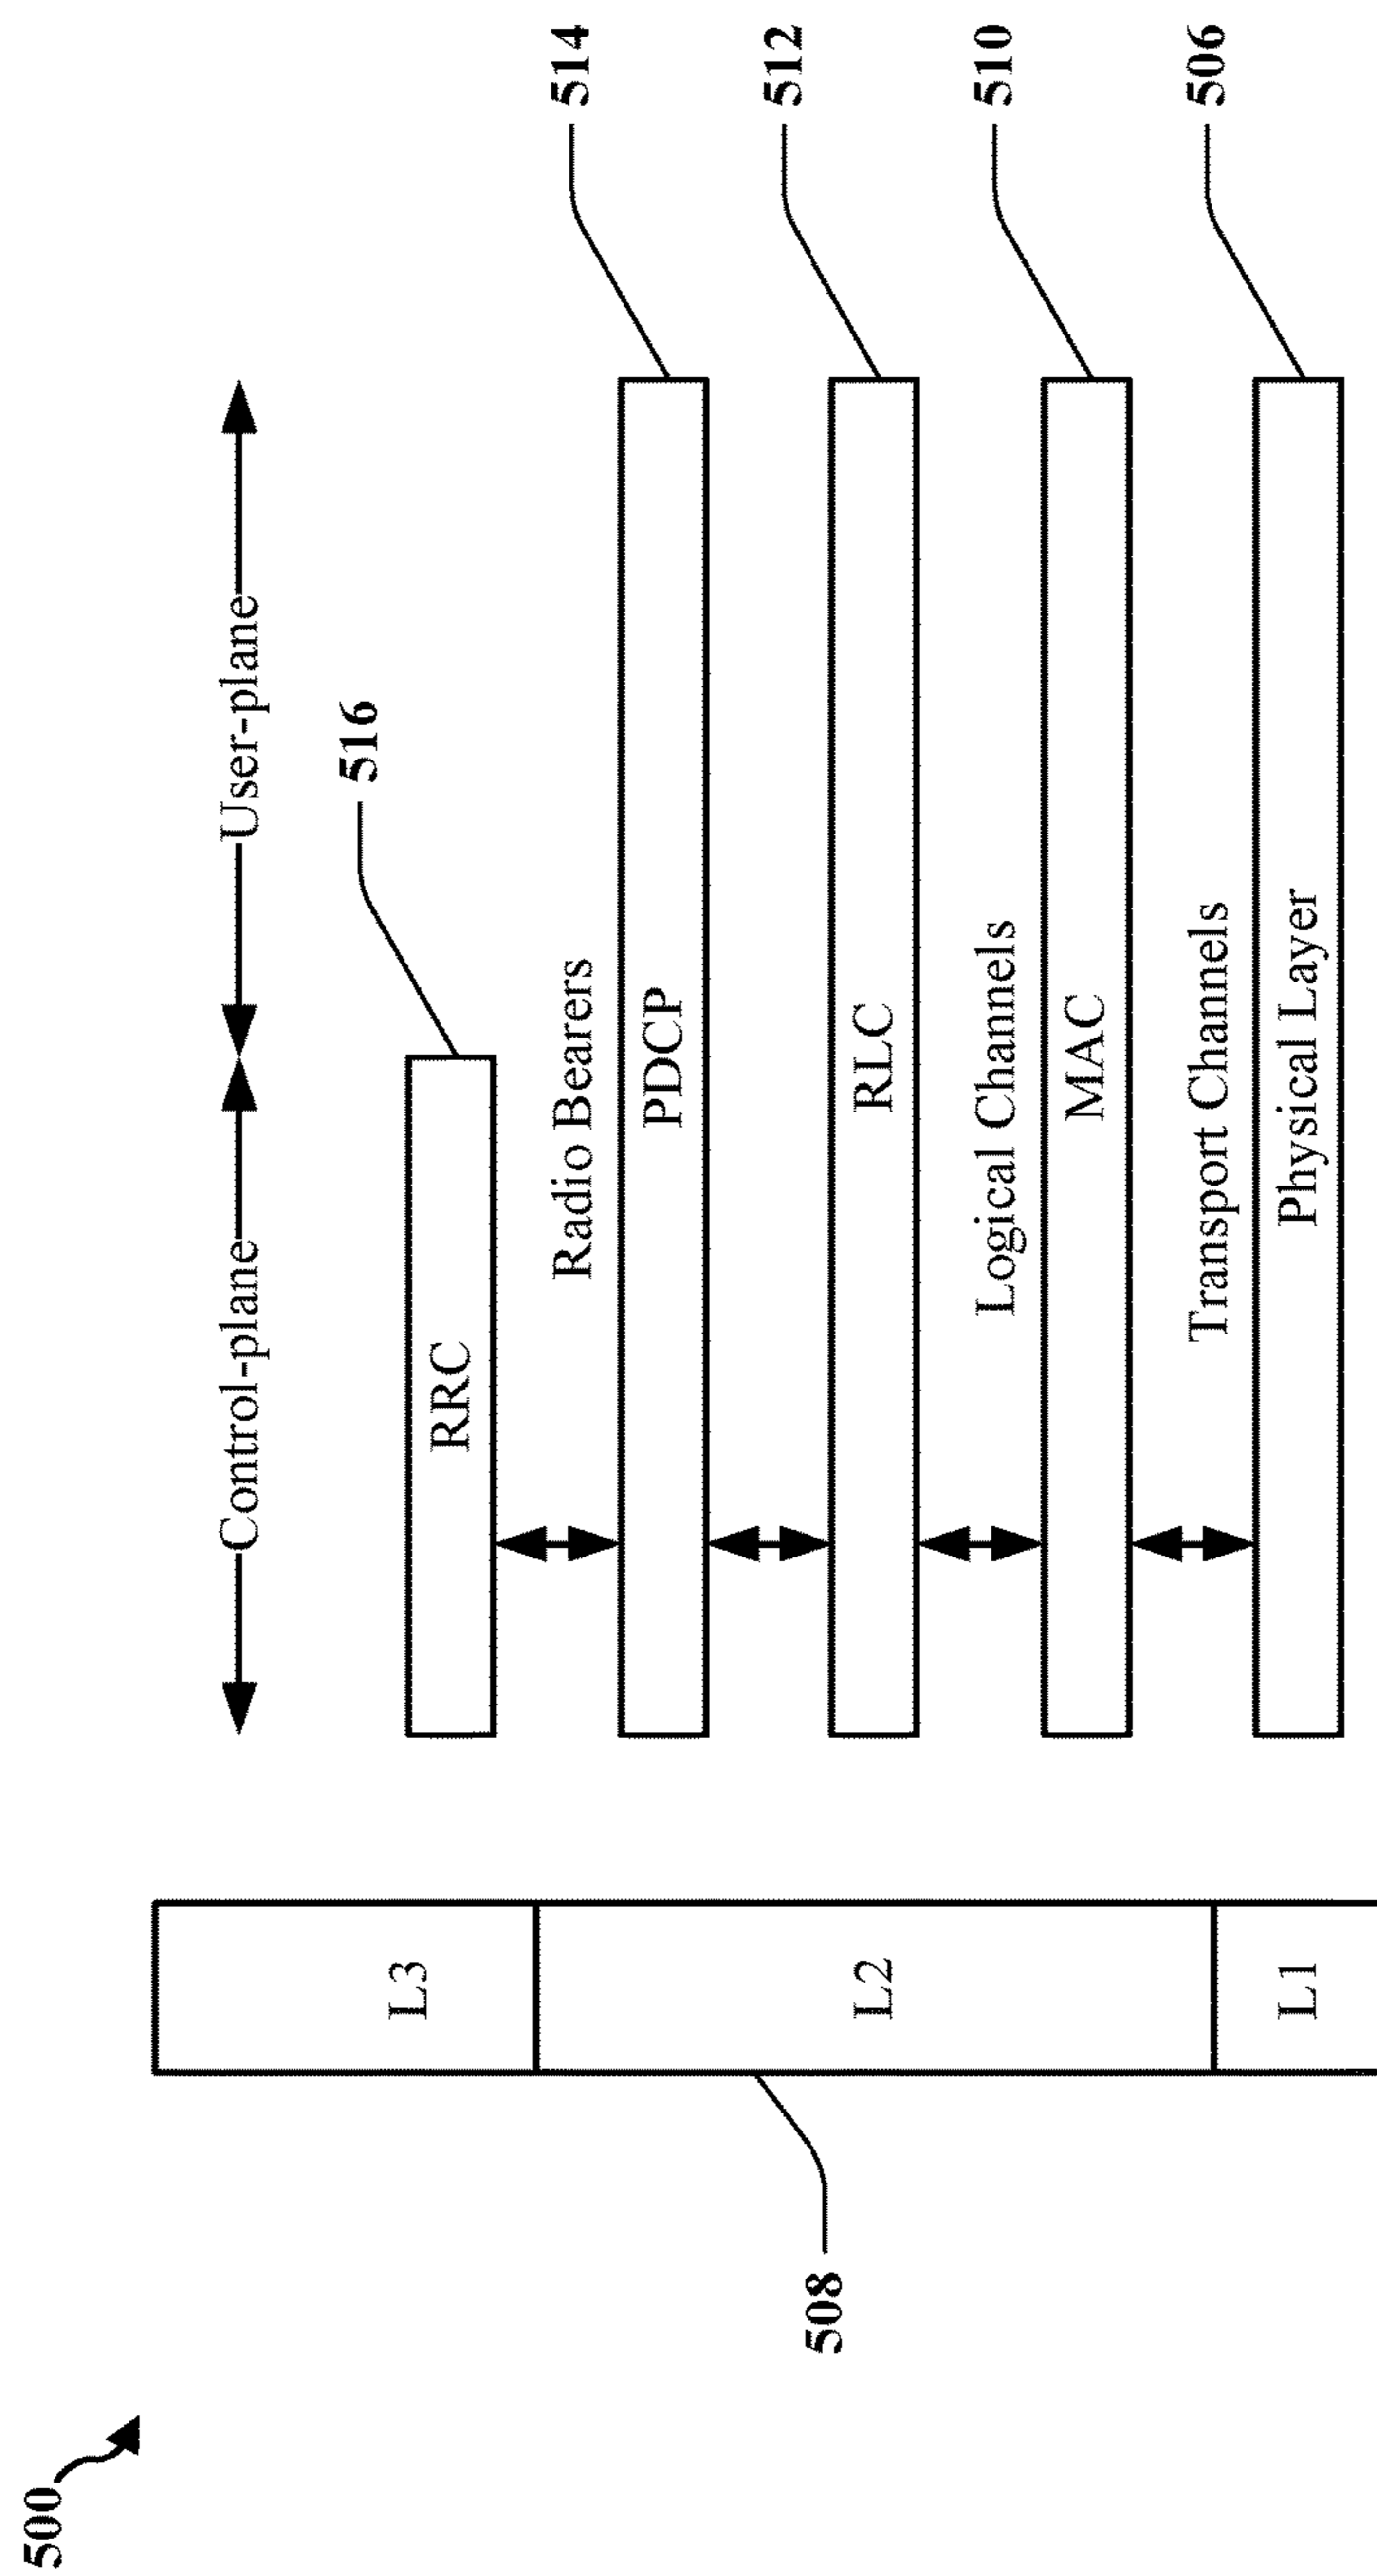 500
Control-plane User-plane
516
L3
RRC
Radio Bearers
514
PDCP
508
L2
512
RLC
Logical Channels
510
MAC
Transport Channels
506
L1
Physical Layer